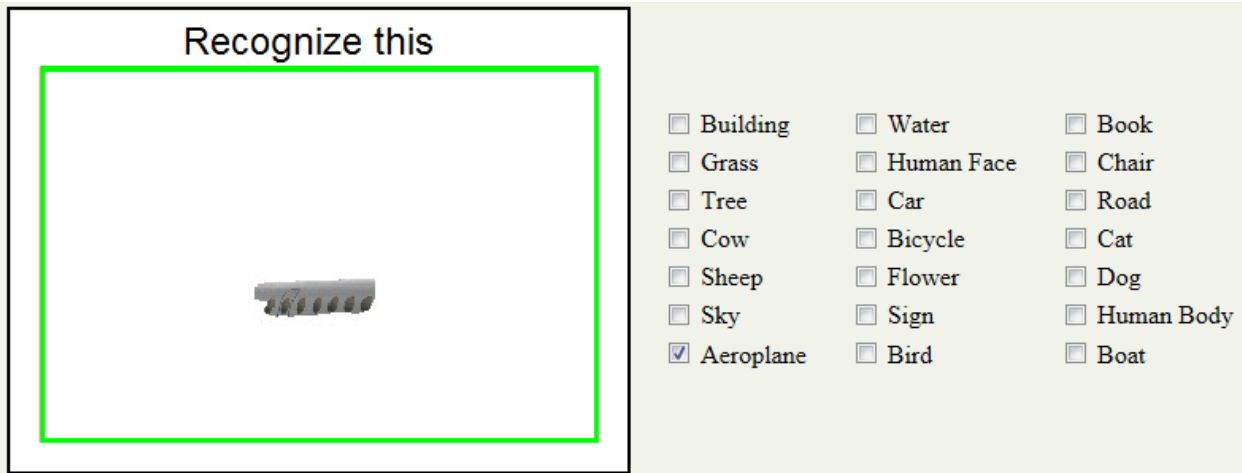 Recognize this
Building Water Book
Grass Human Face Chair
Tree Car Road
Cow Bicycle Cat
Sheep Flower Dog
Sky Sign Human Body
Aeroplane Bird Boat